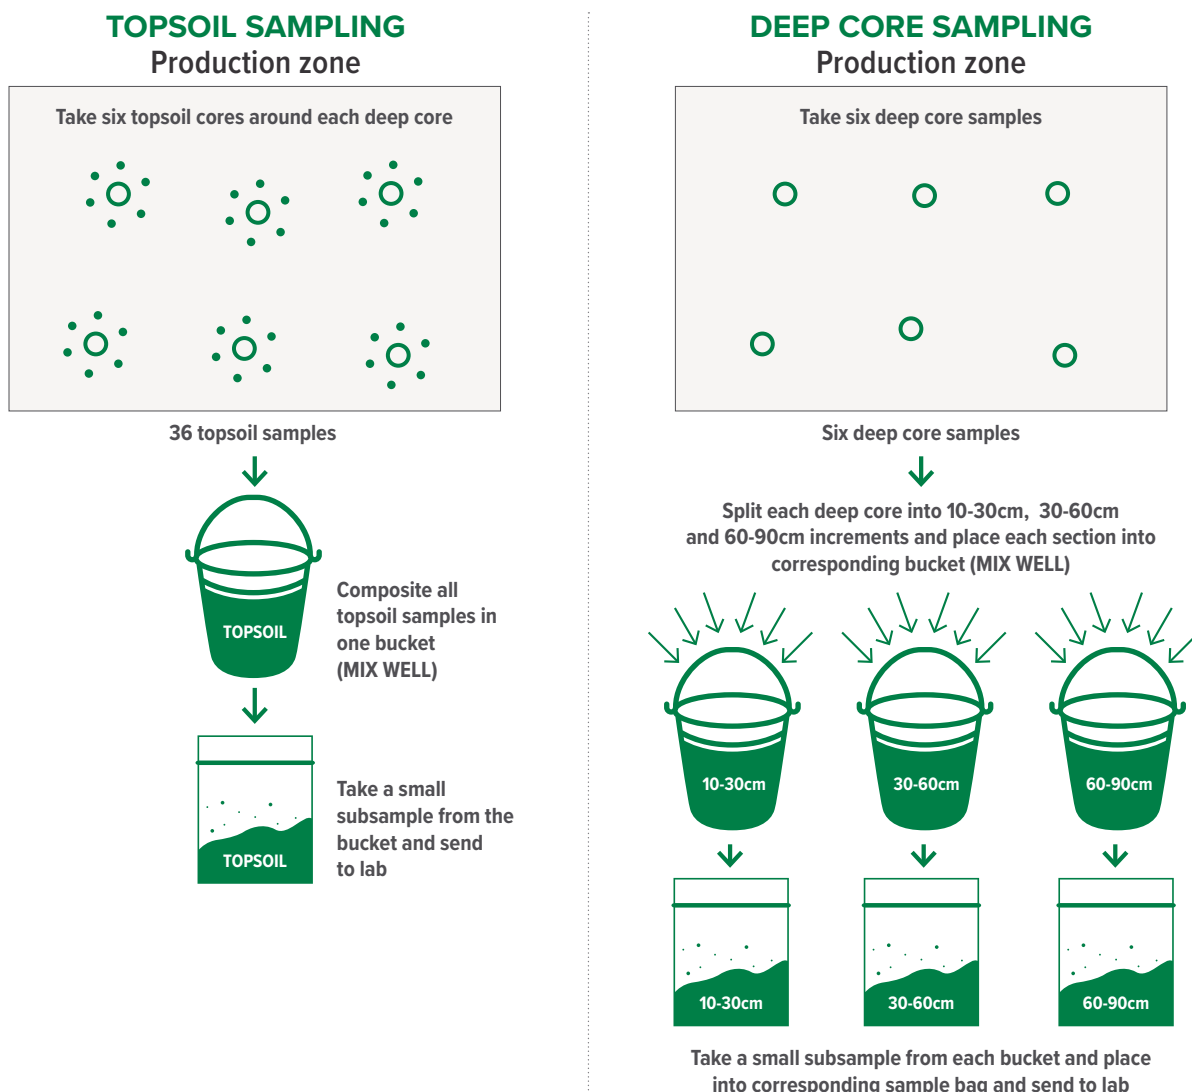 TOPSOIL SAMPLING
Production zone
Take six topsoil cores around each deep core
36 topsoil samples
TOPSOIL
Composite all
topsoil samples in
one bucket
(MIX WELL)
TOPSOIL
Take a small
subsample from the
bucket and send
to lab
DEEP CORE SAMPLING
Production zone
Take six deep core samples
Six deep core samples
Split each deep core into 10-30cm, 30-60cm
and 60-90cm increments and place each section into
corresponding bucket (MIX WELL)
10-30cm
30-60cm
60-90cm
10-30cm
30-60cm
60-90cm
Take a small subsample from each bucket and place
into corresponding sample bag and send to lab